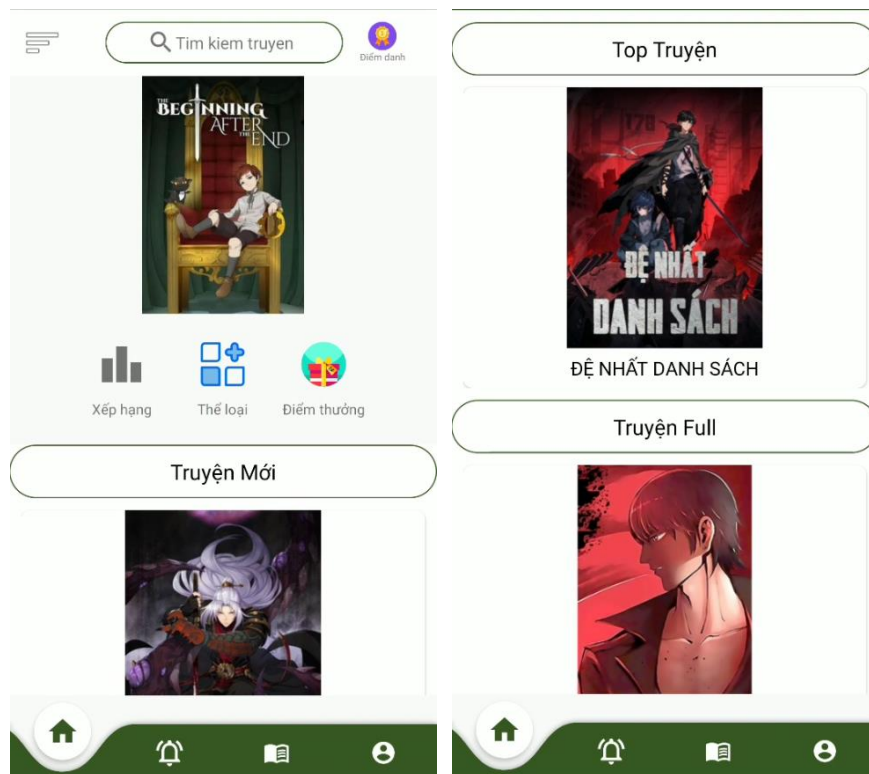 Tim kiem truyen
Điểm danh
THE
BEGINNING
AFTER
THE
END
Xếp hạng
Thể loại
Điểm thưởng
Truyện Mới
Top Truyện
178
ĐỆ NHẤT
DANH SÁCH
ĐỆ NHẤT DANH SÁCH
Truyện Full